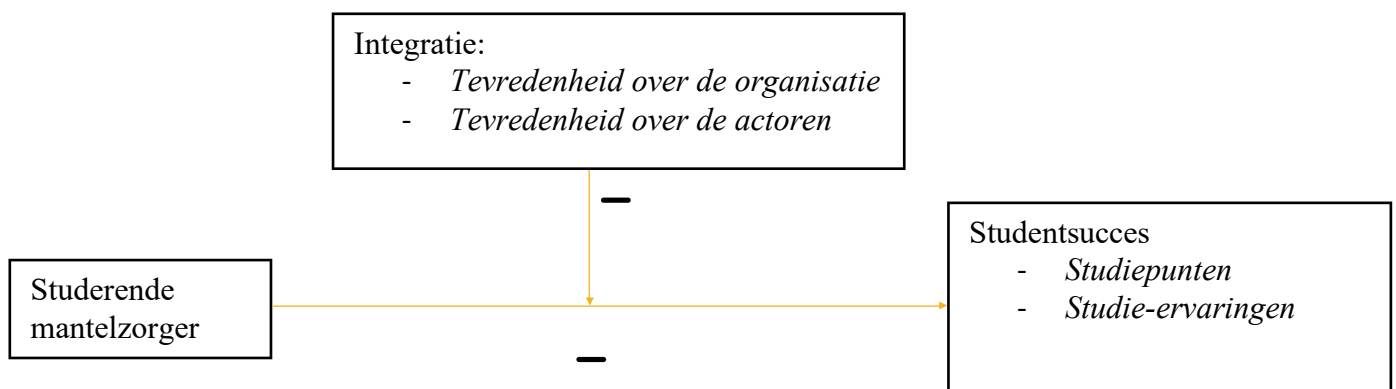 Integratie:
- Tevredenheid over de organisatie
- Tevredenheid over de actoren
–
Studentsucces
- Studiepunten
- Studie-ervaringen
Studerende
mantelzorger
–